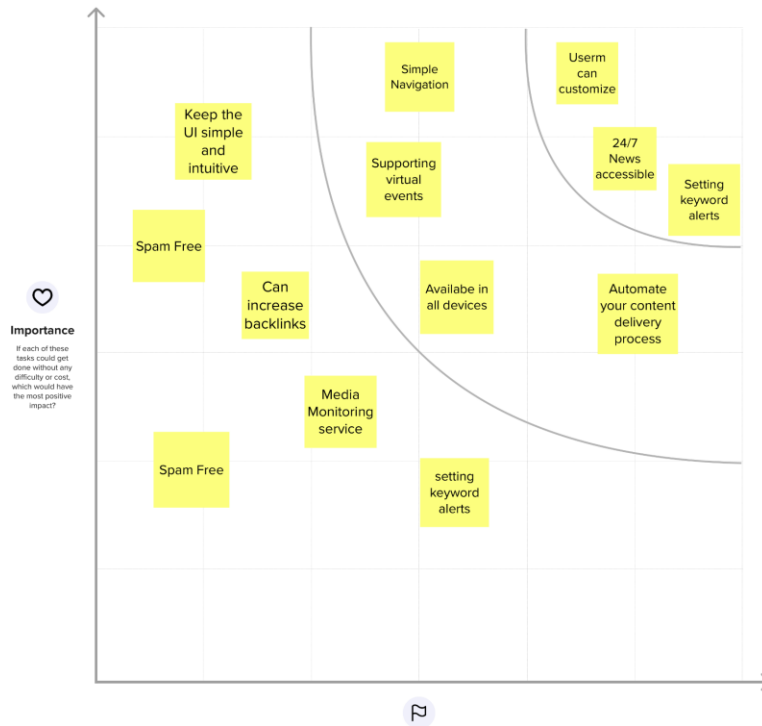 Simple
Navigation
Userm
can
customize
Keep the
UI simple
and
intuitive
24/7
News
accessible
Supporting
virtual
events
Setting
keyword
alerts
Spam Free
Can
increase
backlinks
Availabe in
all devices
Automate
your content
delivery
process
Importance
If each of these
tasks could get
done without any
difficulty or cost,
which would have
the most positive
impact?
Media
Monitoring
service
Spam Free
setting
keyword
alerts